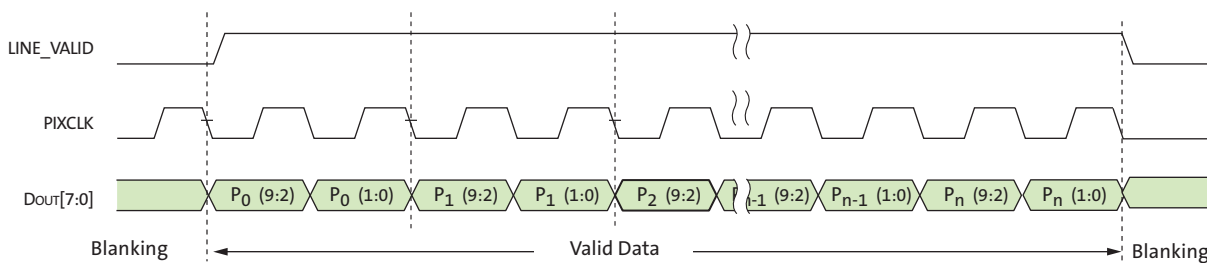 LINE_VALID
PIXCLK
DOUT[7:0]
P0 (9:2) P0 (1:0) P1 (9:2) P1 (1:0) P2 (9:2) Pn-1 (9:2) Pn-1 (1:0) Pn (9:2) Pn (1:0)
Blanking Valid Data Blanking